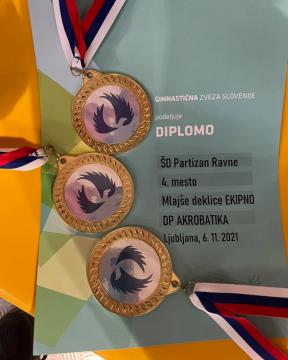 GIMNASTIČNA ZVEZA SLOVENIJE
podeljuje
DIPLOMO
ŠD Partizan Ravne
4. mesto
Mlajše deklice EKIPNO
DP AKROBATIKA
Ljubljana, 6. 11. 2021